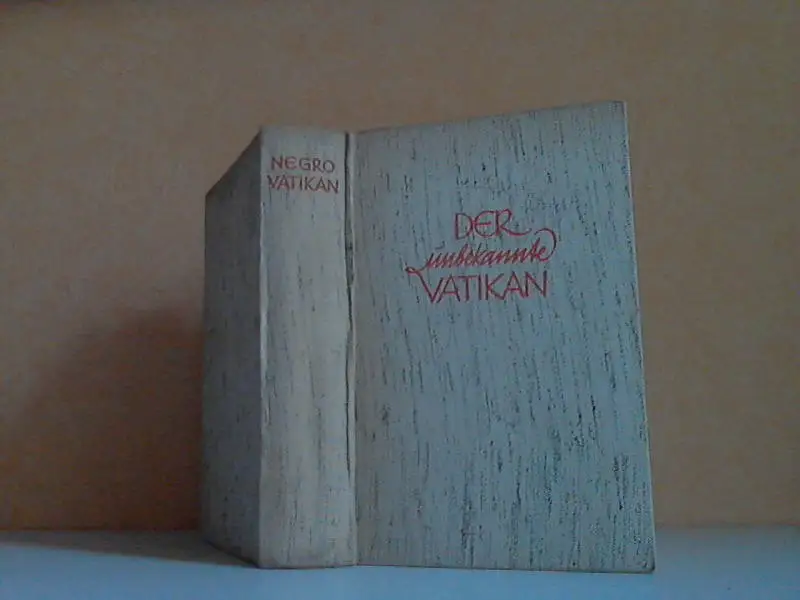 NEGRO
VATIKAN
DER
unbekannte
VATIKAN